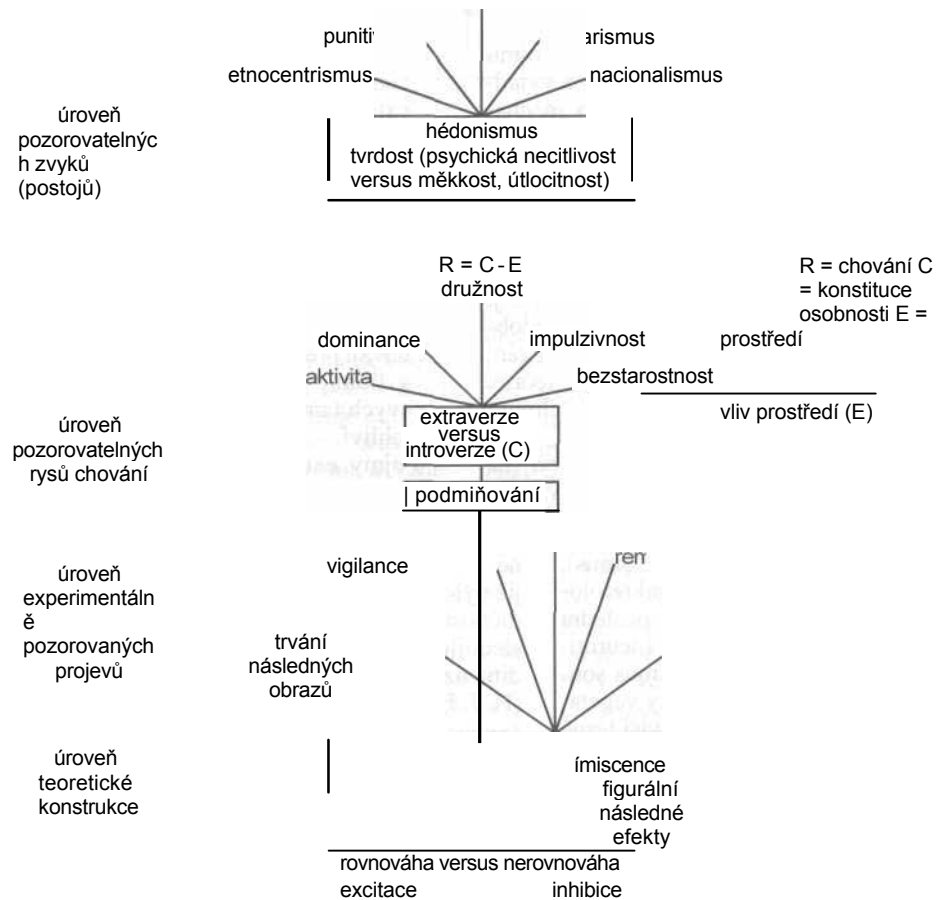 puniti
arismus
etnocentrismus
nacionalismus
úroveň
pozorovatelnýc
h zvyků
(postojů)
hédonismus
tvrdost (psychická necitlivost
versus měkkost, útlocitnost)
R = C - E
družnost
R = chování C
= konstituce
osobnosti E =
prostředí
dominance
impulzivnost
aktivita
bezstarostnost
vliv prostředí (E)
extraverze
versus
introverze (C)
úroveň
pozorovatelných
rysů chování
| podmiňování
vigilance
rem
úroveň
experimentáln
ě
pozorovaných
projevů
trvání
následných
obrazů
úroveň
teoretické
konstrukce
ímiscence
figurální
následné
efekty
rovnováha versus nerovnováha
excitace
inhibice